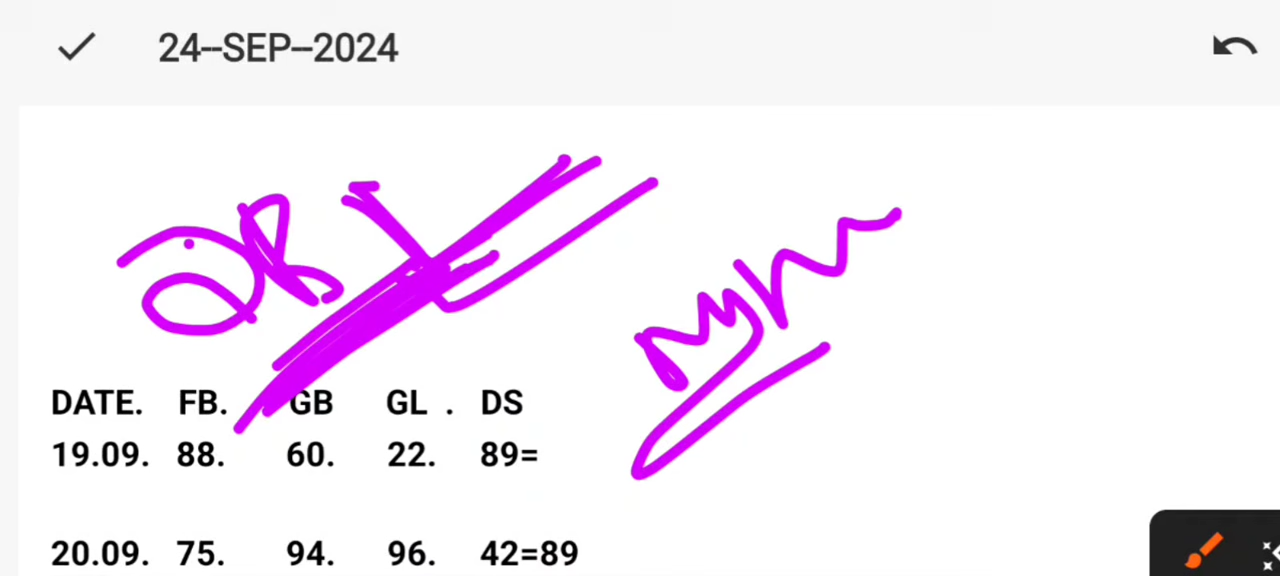 24--SEP--2024
DATE. FB. GB GL . DS
19.09. 88. 60. 22. 89=
20.09. 75. 94. 96. 42=89